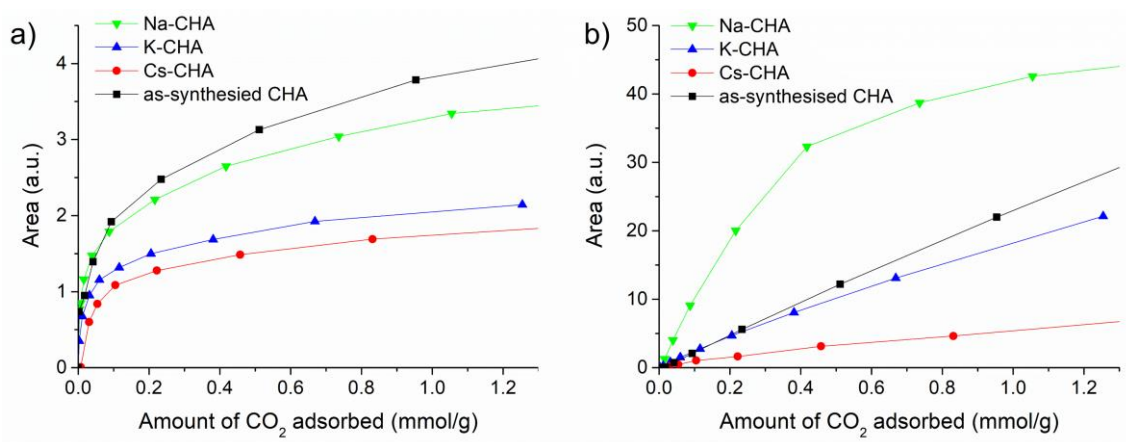 a)
Na-CHA
K-CHA
Cs-CHA
as-synthesied CHA
Area (a.u.)
4
3
2
1
0
0.0 0.2 0.4 0.6 0.8 1.0 1.2
Amount of CO₂ adsorbed (mmol/g)
b)
Na-CHA
K-CHA
Cs-CHA
as-synthesised CHA
Area (a.u.)
50
40
30
20
10
0
0.0 0.2 0.4 0.6 0.8 1.0 1.2
Amount of CO₂ adsorbed (mmol/g)